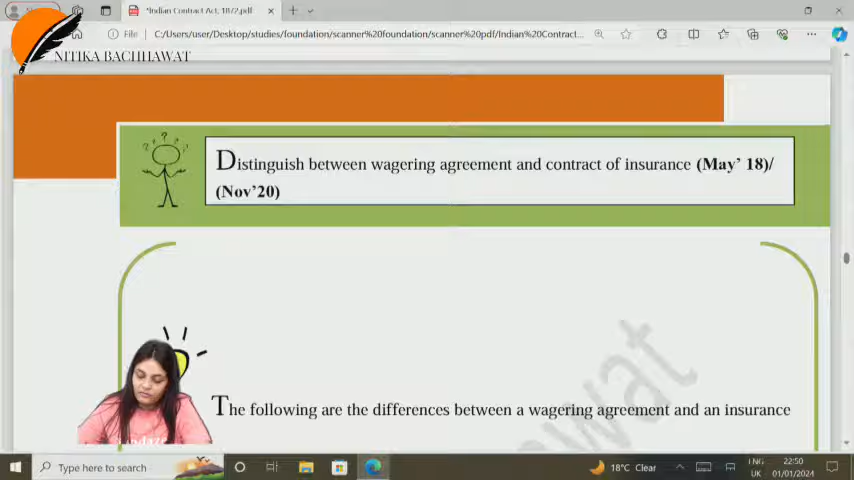 *Indian Contract Act, 1872.pdf
File
C:/Users/user/Desktop/studies/foundation/scanner%20foundation/scanner%20pdf/Indian%20Contract...
NITIKA BACHHAWAT
Distinguish between wagering agreement and contract of insurance (May' 18)/
(Nov'20)
The following are the differences between a wagering agreement and an insurance
Type here to search
18°C Clear
ENG
UK
22:50
01/01/2024